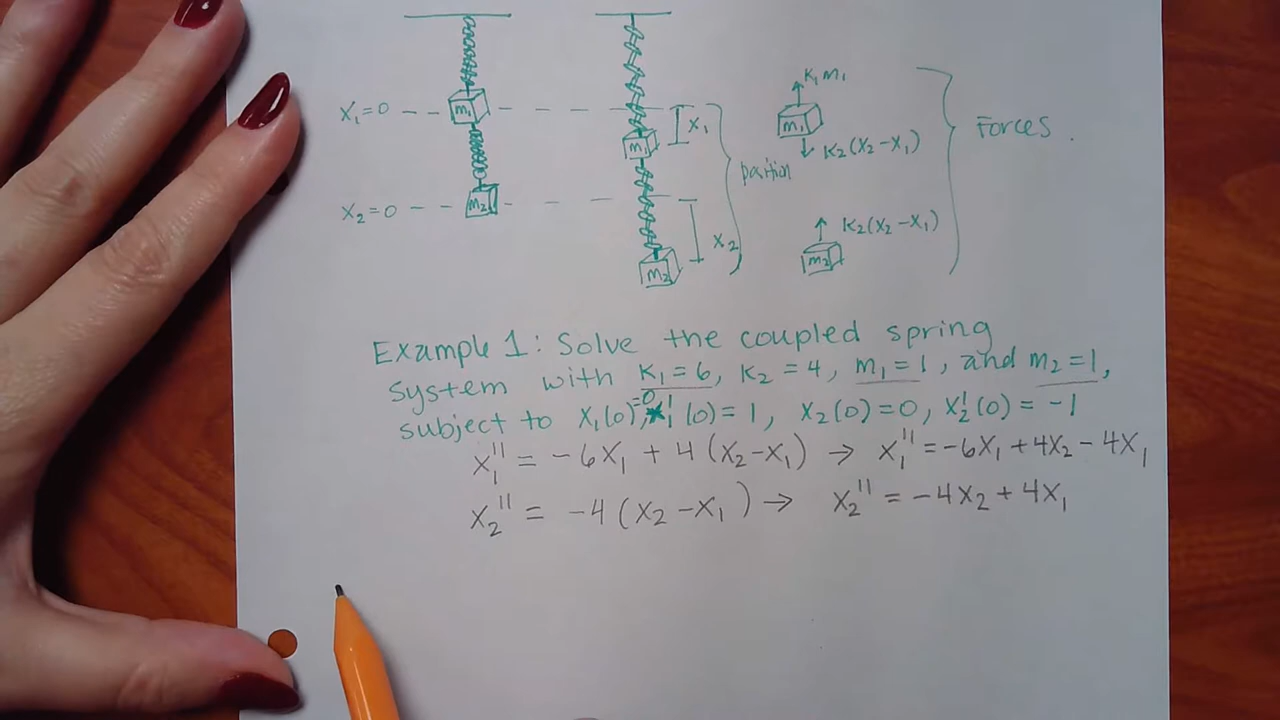 x₁=0
m₁
x₂=0
m₂
m₁
x₁
position
m₂
x₂
k₁m₁
m₁
k₂(x₂-x₁)
k₂(x₂-x₁)
m₂
Forces.
Example 1: Solve the coupled spring
system with k₁=6, k₂=4, m₁=1, and m₂=1,
subject to x₁(0)=0, x₁'(0)=1, x₂(0)=0, x₂'(0)=-1
x₁''=-6x₁+4(x₂-x₁) → x₁''=-6x₁+4x₂-4x₁
x₂''=-4(x₂-x₁) → x₂''=-4x₂+4x₁